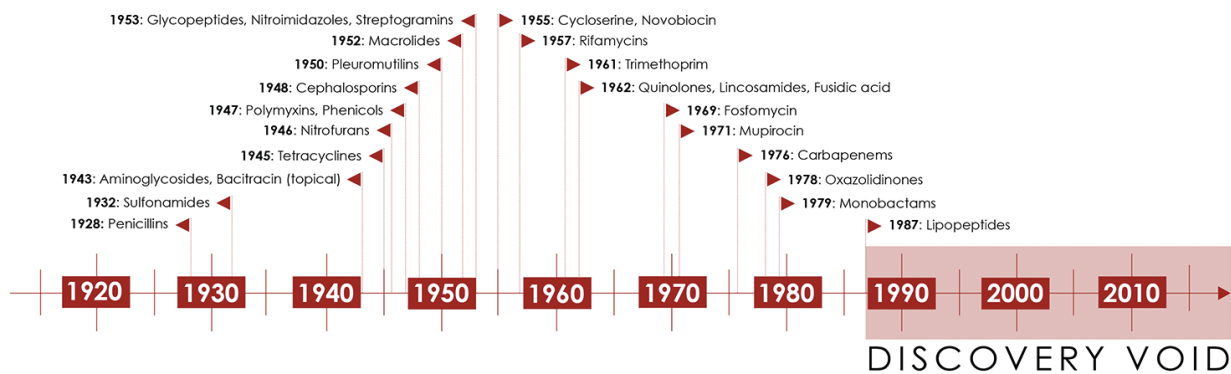 1953: Glycopeptides, Nitroimidazoles, Streptogramins
1952: Macrolides
1950: Pleuromutilins
1948: Cephalosporins
1947: Polymyxins, Phenicols
1946: Nitrofurans
1945: Tetracyclines
1943: Aminoglycosides, Bacitracin (topical)
1932: Sulfonamides
1928: Penicillins
1955: Cycloserine, Novobiocin
1957: Rifamycins
1961: Trimethoprim
1962: Quinolones, Lincosamides, Fusidic acid
1969: Fosfomycin
1971: Mupirocin
1976: Carbapenems
1978: Oxazolidinones
1979: Monobactams
1987: Lipopeptides
1920 1930 1940 1950 1960 1970 1980 1990 2000 2010
DISCOVERY VOID